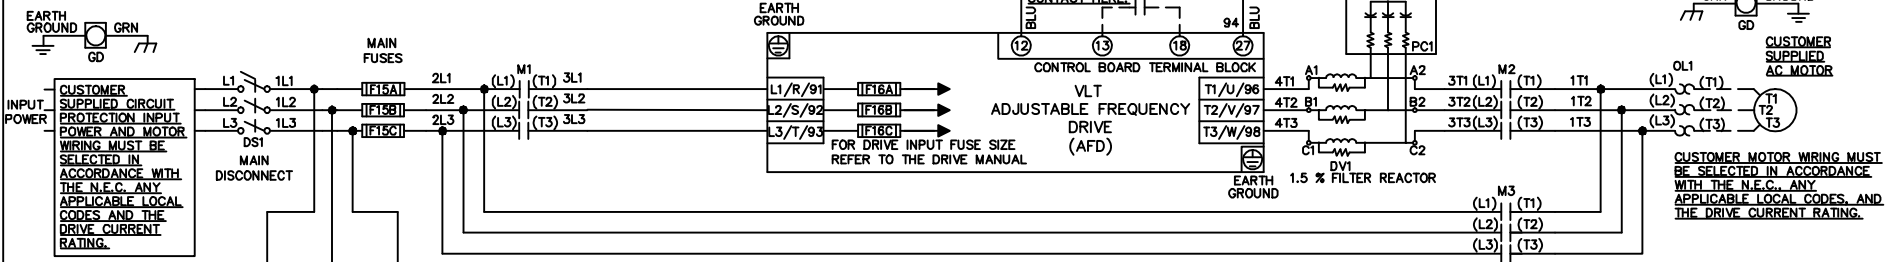 EARTH
GROUND
GRN
GD
INPUT
POWER
CUSTOMER
SUPPLIED CIRCUIT
PROTECTION INPUT
POWER AND MOTOR
WIRING MUST BE
SELECTED IN
ACCORDANCE WITH
THE N.E.C. ANY
APPLICABLE LOCAL
CODES AND THE
DRIVE CURRENT
RATING.
L1
1L1
L2
1L2
L3
1L3
DS1
MAIN
DISCONNECT
MAIN
FUSES
F15A
F15B
F15C
2L1
2L2
2L3
M1
(L1)
(T1)
3L1
(L2)
(T2)
3L2
(L3)
(T3)
3L3
EARTH
GROUND
L1/R/91
L2/S/92
L3/T/93
F16A
F16B
F16C
FOR DRIVE INPUT FUSE SIZE
REFER TO THE DRIVE MANUAL
BLU
94
BLU
12
13
18
27
CONTROL BOARD TERMINAL BLOCK
VLT
ADJUSTABLE FREQUENCY
DRIVE
(AFD)
T1/U/96
T2/V/97
T3/W/98
EARTH
GROUND
4T1
4T2
4T3
A1
B1
C1
A2
B2
C2
PC1
DV1
1.5 % FILTER REACTOR
M2
3T1
(L1)
(T1)
1T1
3T2
(L2)
(T2)
1T2
3T3
(L3)
(T3)
1T3
M3
(L1)
(T1)
(L2)
(T2)
(L3)
(T3)
OL1
(L1)
(T1)
(L2)
(T2)
(L3)
(T3)
GD
CUSTOMER
SUPPLIED
AC MOTOR
T1
T2
T3
CUSTOMER MOTOR WIRING MUST
BE SELECTED IN ACCORDANCE
WITH THE N.E.C., ANY
APPLICABLE LOCAL CODES, AND
THE DRIVE CURRENT RATING.